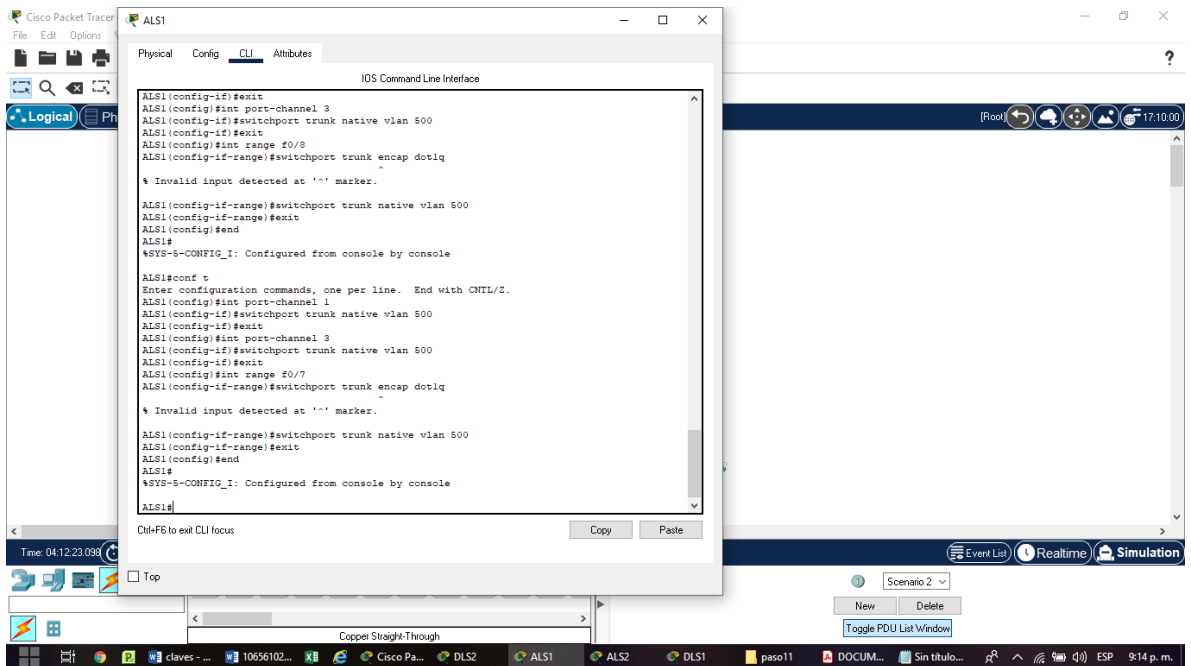 Cisco Packet Tracer
ALS1
File Edit Options
Physical Config CLI Attributes
IOS Command Line Interface
?
Logical
Ph
[Root]
17:10:00
ALS1(config-if)#exit
ALS1(config)#int port-channel 3
ALS1(config-if)#switchport trunk native vlan 500
ALS1(config-if)#exit
ALS1(config)#int range f0/8
ALS1(config-if-range)#switchport trunk encap dot1q
^
% Invalid input detected at '^' marker.
ALS1(config-if-range)#switchport trunk native vlan 500
ALS1(config-if-range)#exit
ALS1(config)#end
ALS1#
%SYS-5-CONFIG_I: Configured from console by console
ALS1#conf t
Enter configuration commands, one per line. End with CNTL/Z.
ALS1(config)#int port-channel 1
ALS1(config-if)#switchport trunk native vlan 500
ALS1(config-if)#exit
ALS1(config)#int port-channel 3
ALS1(config-if)#switchport trunk native vlan 500
ALS1(config-if)#exit
ALS1(config)#int range f0/7
ALS1(config-if-range)#switchport trunk encap dot1q
^
% Invalid input detected at '^' marker.
ALS1(config-if-range)#switchport trunk native vlan 500
ALS1(config-if-range)#exit
ALS1(config)#end
ALS1#
%SYS-5-CONFIG_I: Configured from console by console
ALS1#
Ctrl+F6 to exit CLI focus
Copy Paste
Time: 04:12:23.098
Event List Realtime Simulation
Top
Scenario 2
New Delete
Toggle PDU List Window
Copper Straight-Through
claves - ... 10656102... Cisco Pa... DLS2 ALS1 ALS2 DLS1 paso11 DOCUM... Sin título... ESP 9:14 p. m.